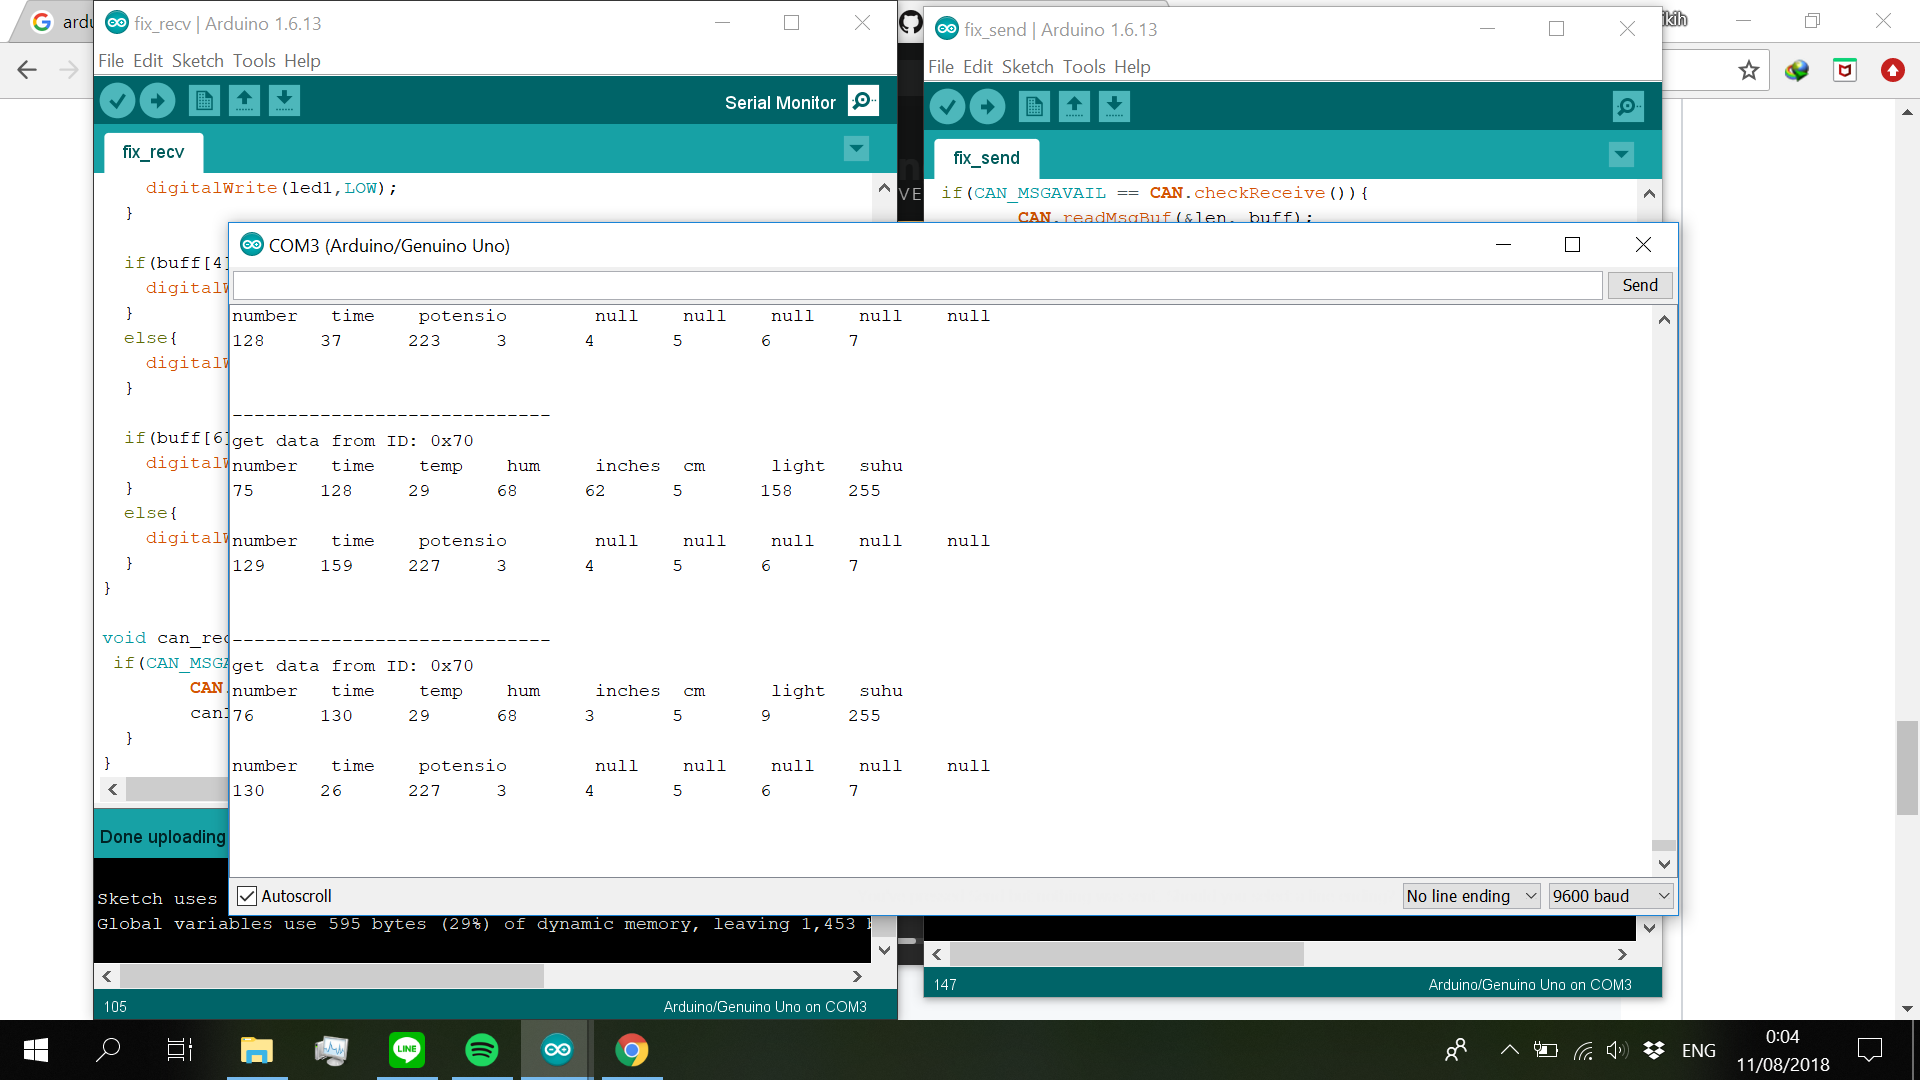 ardu
fix_recv | Arduino 1.6.13
File Edit Sketch Tools Help
Serial Monitor
fix_recv
digitalWrite(led1,LOW);
}
if(buff[4]
digitalW
}
else{
digitalW
}
if(buff[6]
digitalW
}
else{
digitalW
}
}
void can_rec
if(CAN_MSGA
CAN.
can
}
}
Done uploading
Sketch uses
Global variables use 595 bytes (29%) of dynamic memory, leaving 1,453 b
105
Arduino/Genuino Uno on COM3
fix_send | Arduino 1.6.13
kih
File Edit Sketch Tools Help
fix_send
if(CAN_MSGAVAIL == CAN.checkReceive()){
CAN.readMsgBuf(&len, buff);
VE
147
Arduino/Genuino Uno on COM3
COM3 (Arduino/Genuino Uno)
Send
number time potensio null null null null null
128 37 223 3 4 5 6 7
-----------------------------
get data from ID: 0x70
number time temp hum inches cm light suhu
75 128 29 68 62 5 158 255
number time potensio null null null null null
129 159 227 3 4 5 6 7
-----------------------------
get data from ID: 0x70
number time temp hum inches cm light suhu
76 130 29 68 3 5 9 255
number time potensio null null null null null
130 26 227 3 4 5 6 7
Autoscroll
No line ending
9600 baud
LINE
ENG
0:04
11/08/2018